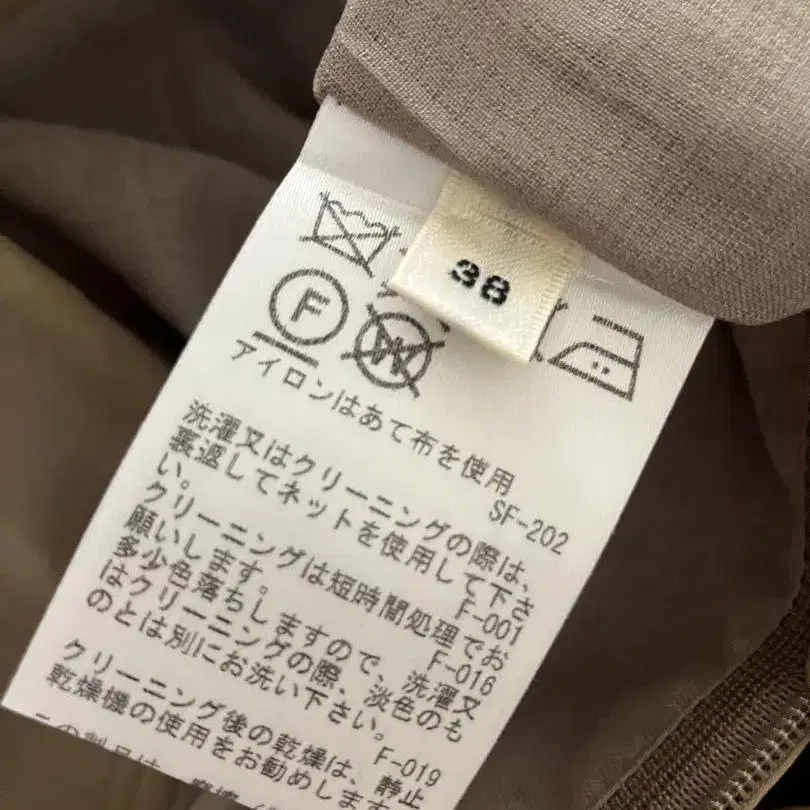 38
F
W
アイロンはあて布を使用
SF-202
洗濯又はクリーニングの際は、
裏返してネットを使用して下さ
い。
F-001
クリーニングは短時間処理でお
願いします。
F-016
多少色落ちしますので、洗濯又
はクリーニングの際、淡色のも
のとは別にお洗い下さい。
F-019
クリーニング後の乾燥は、静止
乾燥機の使用をお勧めします
この製品は、